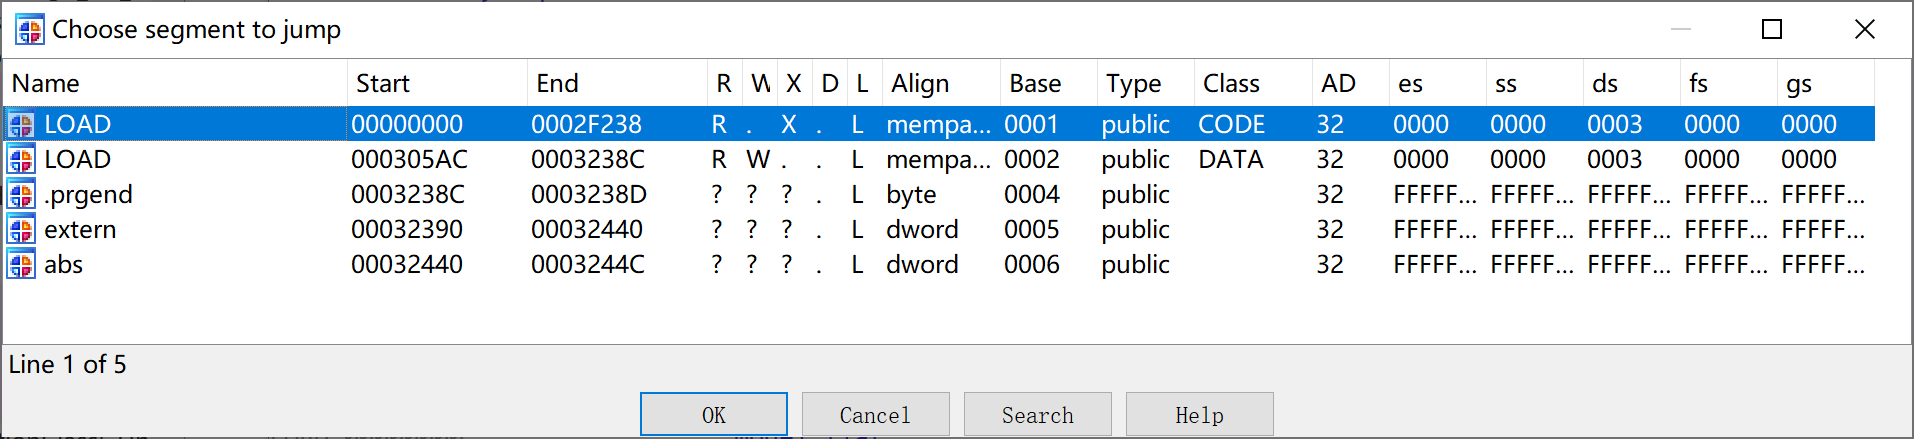 Choose segment to jump
Name Start End R W X D L Align Base Type Class AD es ss ds fs gs
LOAD 00000000 0002F238 R . X . L mempa... 0001 public CODE 32 0000 0000 0003 0000 0000
LOAD 000305AC 0003238C R W . . L mempa... 0002 public DATA 32 0000 0000 0003 0000 0000
.prgend 0003238C 0003238D ? ? ? . L byte 0004 public 32 FFFFF... FFFFF... FFFFF... FFFFF... FFFFF...
extern 00032390 00032440 ? ? ? . L dword 0005 public 32 FFFFF... FFFFF... FFFFF... FFFFF... FFFFF...
abs 00032440 0003244C ? ? ? . L dword 0006 public 32 FFFFF... FFFFF... FFFFF... FFFFF... FFFFF...
Line 1 of 5
OK Cancel Search Help